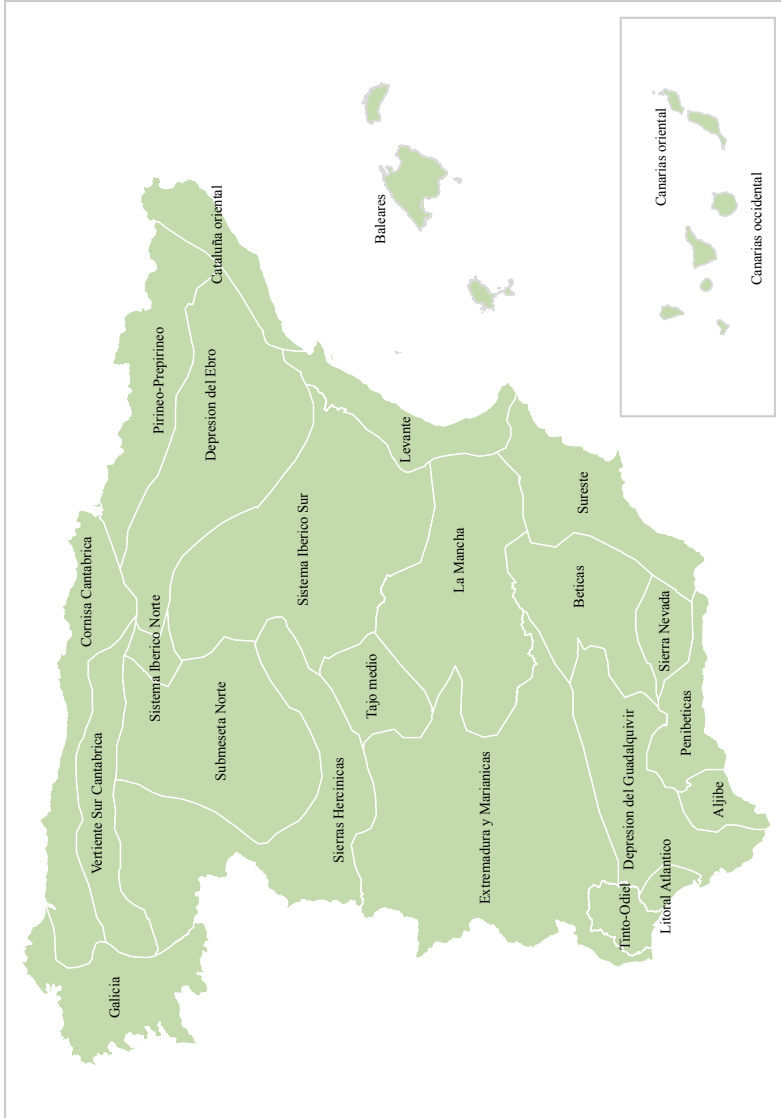 Galicia
Vertiente Sur Cantabrica
Cornisa Cantabrica
Pirineo-Prepirineo
Cataluña oriental
Sistema Iberico Norte
Depresion del Ebro
Submeseta Norte
Sistema Iberico Sur
Sierras Hercinicas
Tajo medio
Levante
Baleares
La Mancha
Extremadura y Marianicas
Sureste
Beticas
Sierra Nevada
Depresion del Guadalquivir
Penibeticas
Aljibe
Tinto-Odiel
Litoral Atlantico
Canarias oriental
Canarias occidental